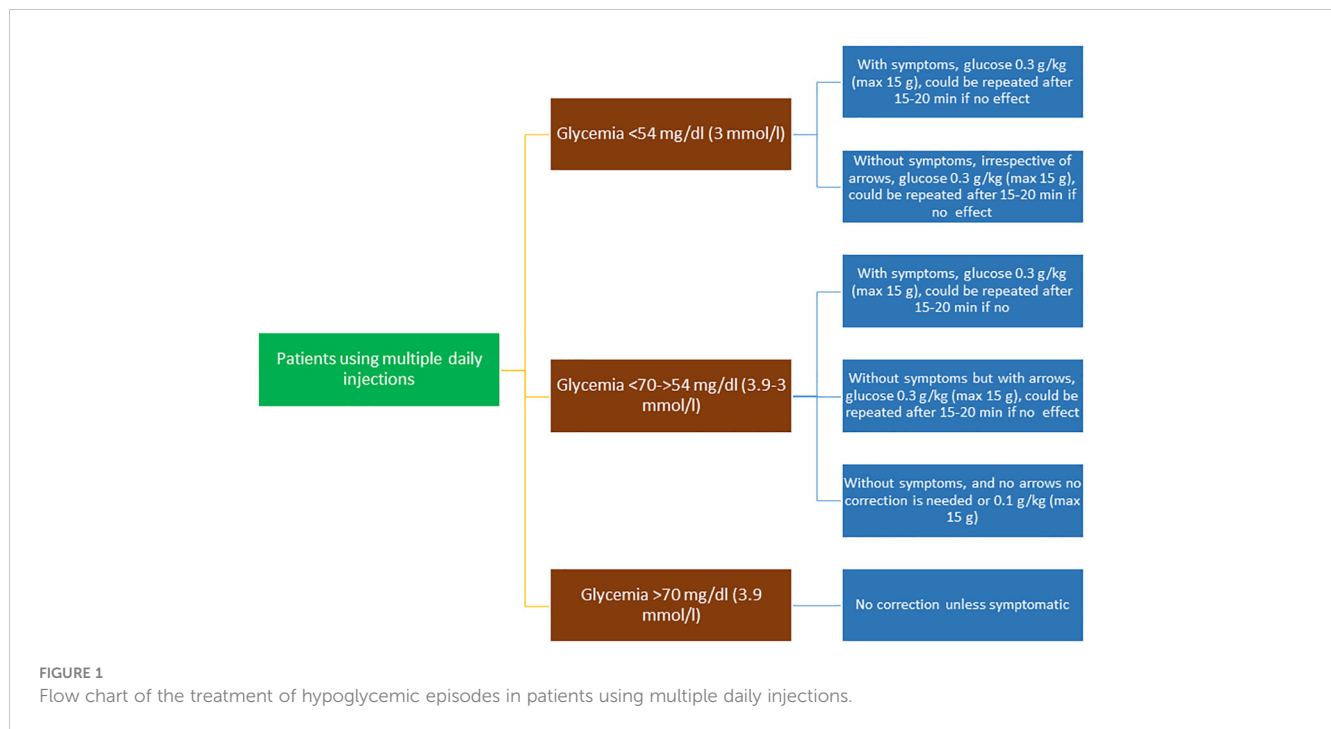 With symptoms, glucose 0.3 g/kg
(max 15 g), could be repeated after
15-20 min if no effect
Glycemia <54 mg/dl (3 mmol/l)
Without symptoms, irrespective of
arrows, glucose 0.3 g/kg (max 15 g),
could be repeated after 15-20 min if
no effect
With symptoms, glucose 0.3 g/kg
(max 15 g), could be repeated after
15-20 min if no
Patients using multiple daily
injections
Glycemia <70->54 mg/dl (3.9-3
mmol/l)
Without symptoms but with arrows,
glucose 0.3 g/kg (max 15 g), could be
repeated after 15-20 min if no effect
Without symptoms, and no arrows no
correction is needed or 0.1 g/kg (max
15 g)
Glycemia >70 mg/dl (3.9
mmol/l)
No correction unless symptomatic
FIGURE 1
Flow chart of the treatment of hypoglycemic episodes in patients using multiple daily injections.